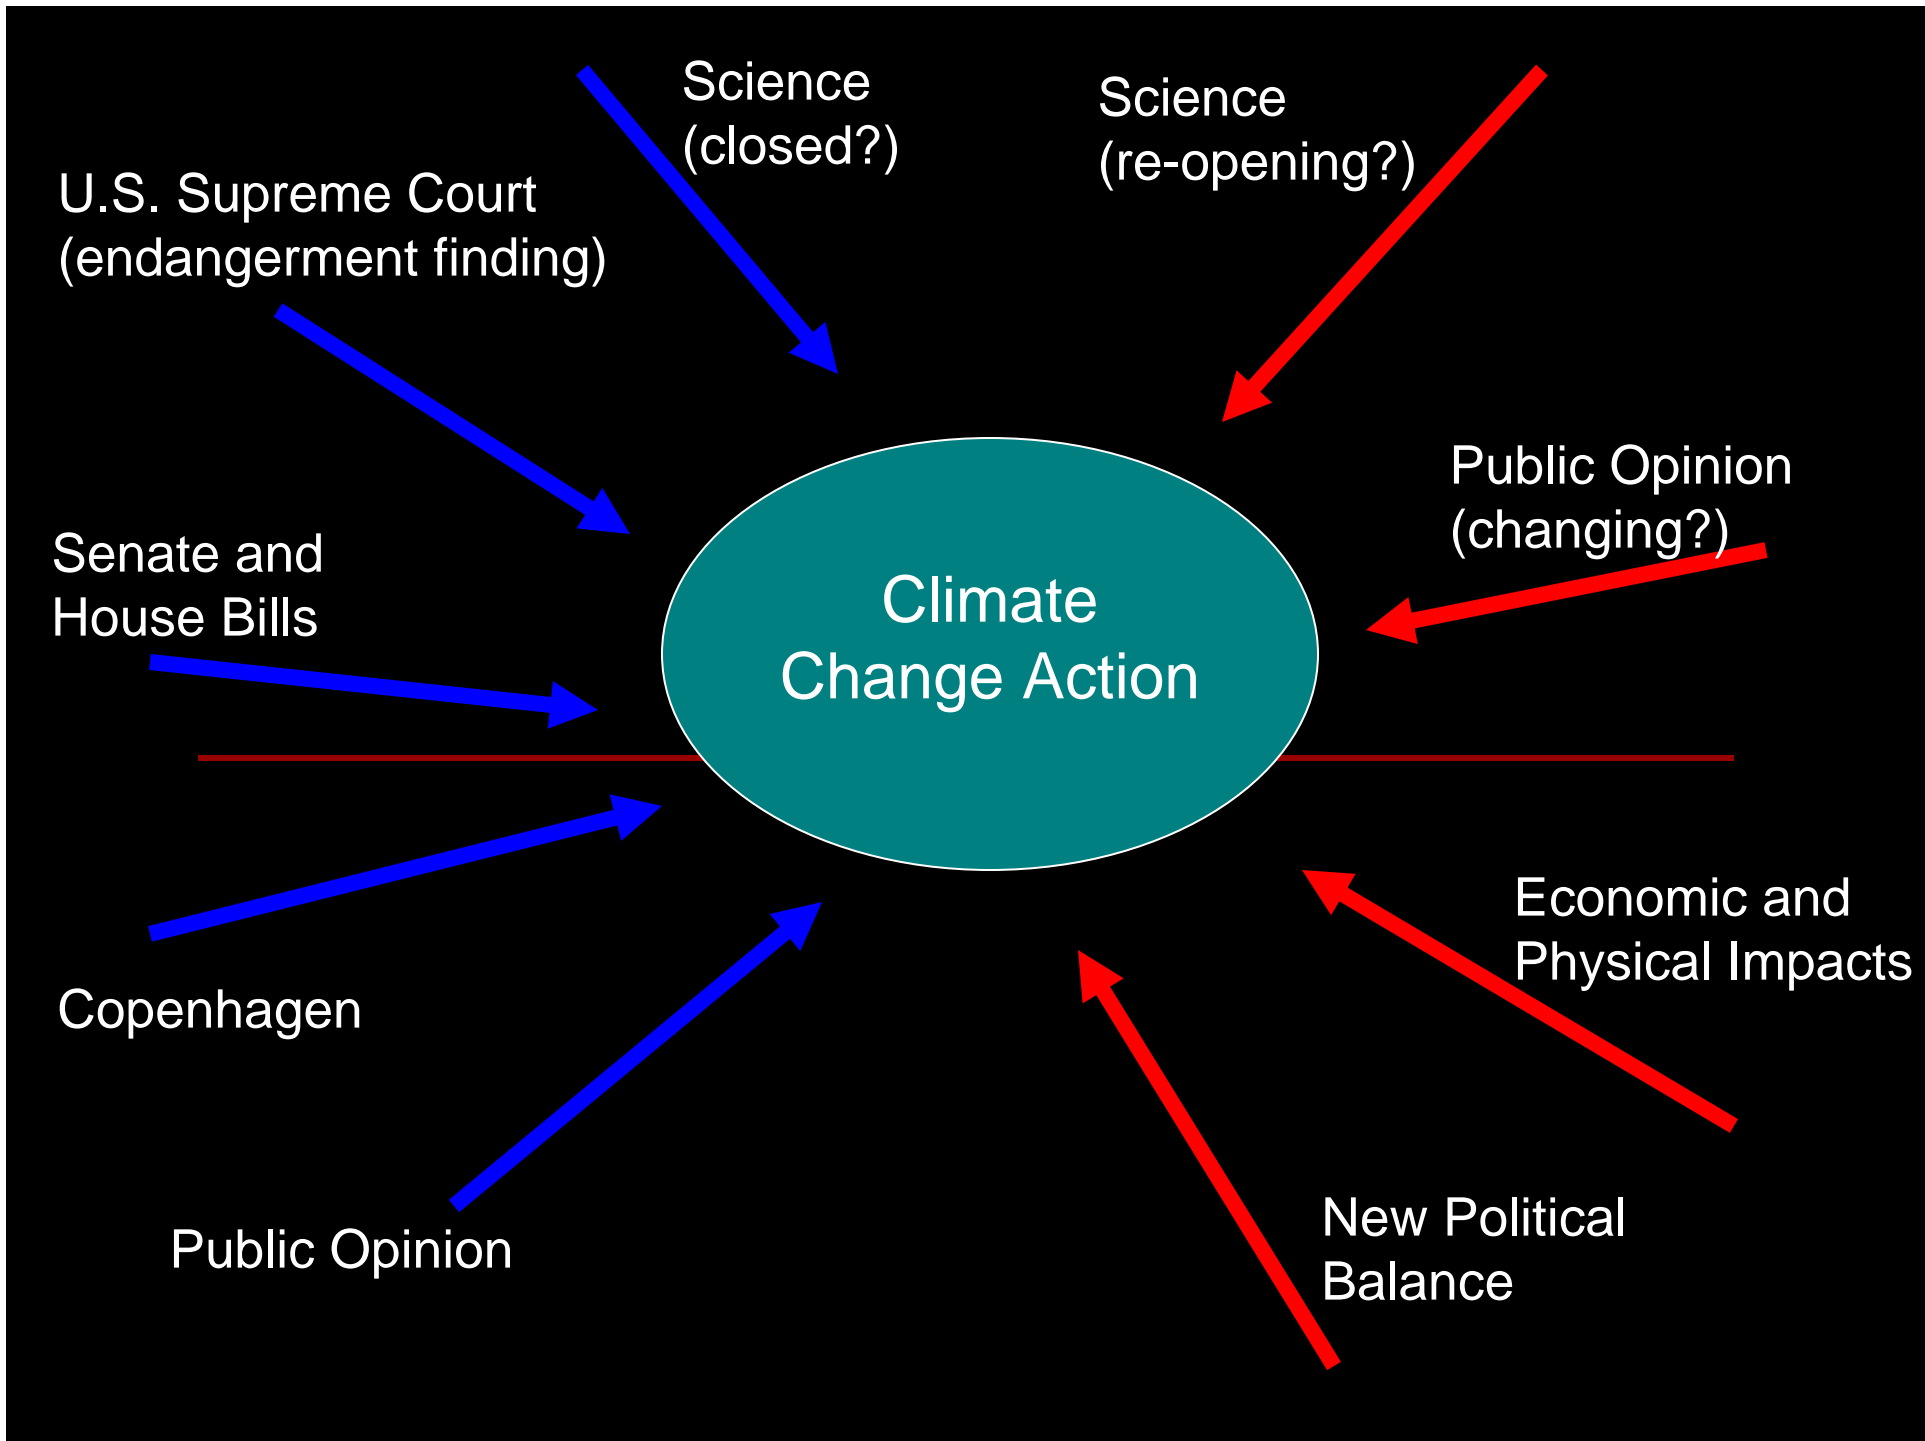 Science
(closed?)
Science
(re-opening?)
U.S. Supreme Court
(endangerment finding)
Public Opinion
(changing?)
Senate and
House Bills
Climate
Change Action
Economic and
Physical Impacts
Copenhagen
New Political
Balance
Public Opinion